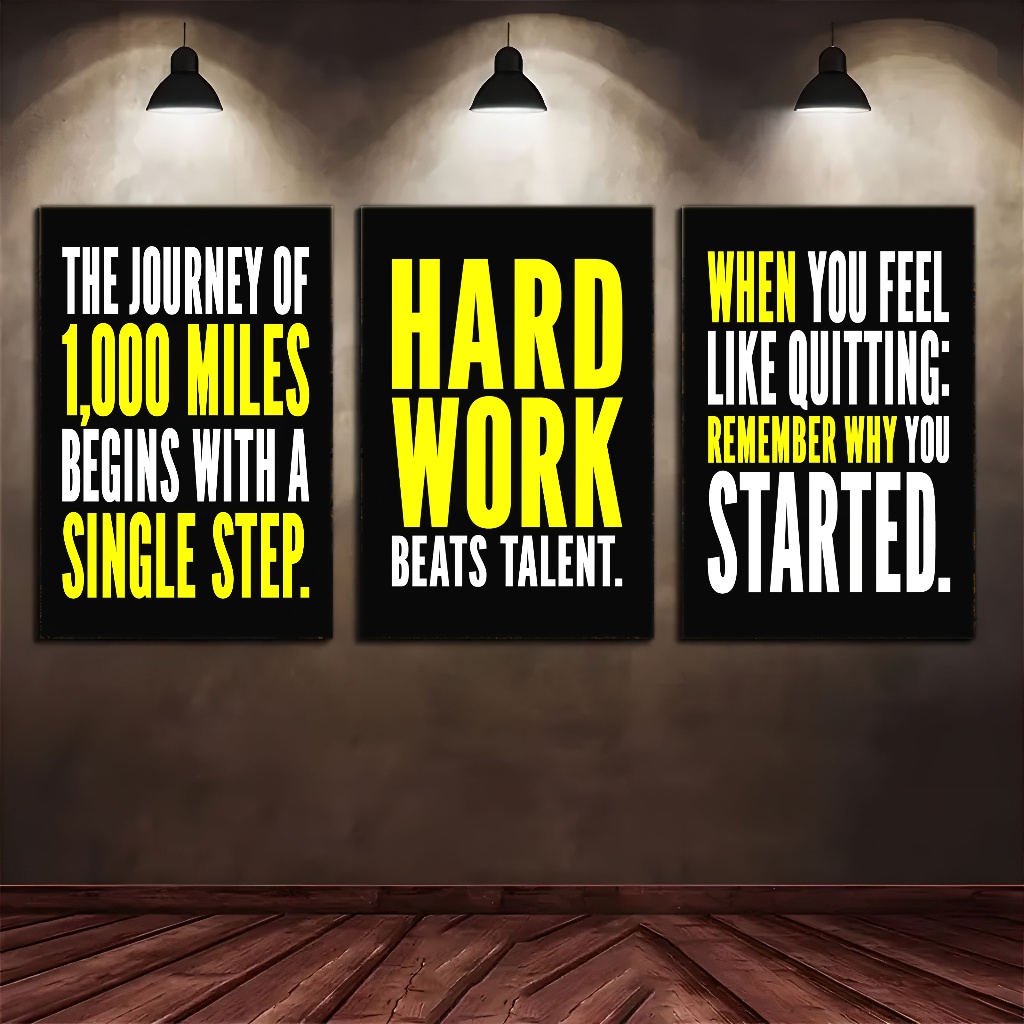 THE JOURNEY OF
1,000 MILES
BEGINS WITH A
SINGLE STEP.
HARD
WORK
BEATS TALENT.
WHEN YOU FEEL
LIKE QUITTING:
REMEMBER WHY YOU
STARTED.